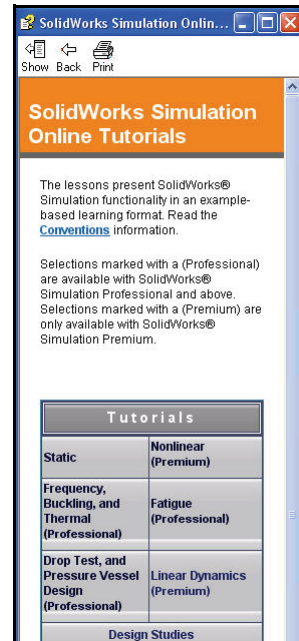 SolidWorks Simulation Onlin...
Show Back Print
SolidWorks Simulation
Online Tutorials
The lessons present SolidWorks®
Simulation functionality in an example-
based learning format. Read the
Conventions information.
Selections marked with a (Professional)
are available with SolidWorks®
Simulation Professional and above.
Selections marked with a (Premium) are
only available with SolidWorks®
Simulation Premium.
Tutorials
Static
Nonlinear
(Premium)
Frequency,
Buckling, and
Thermal
(Professional)
Fatigue
(Professional)
Drop Test, and
Pressure Vessel
Design
(Professional)
Linear Dynamics
(Premium)
Design Studies